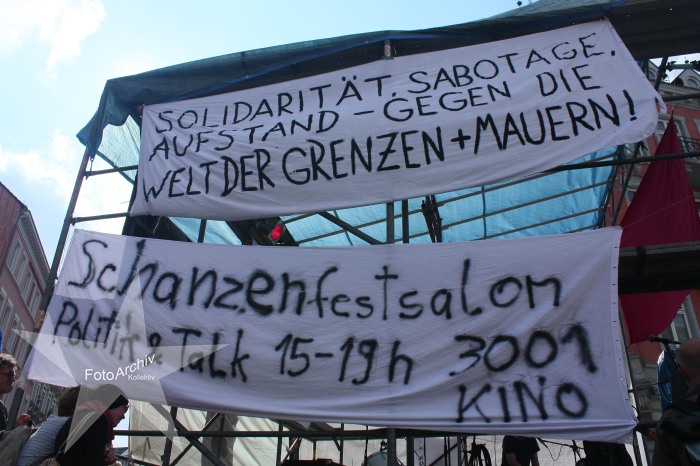 SOLIDARITÄT, SABOTAGE,
AUFSTAND – GEGEN DIE
WELT DER GRENZEN + MAUERN!
Schanzenfestsalon
Politik & Talk 15-19h 3001
KINO
FotoArchiv
Kollektiv